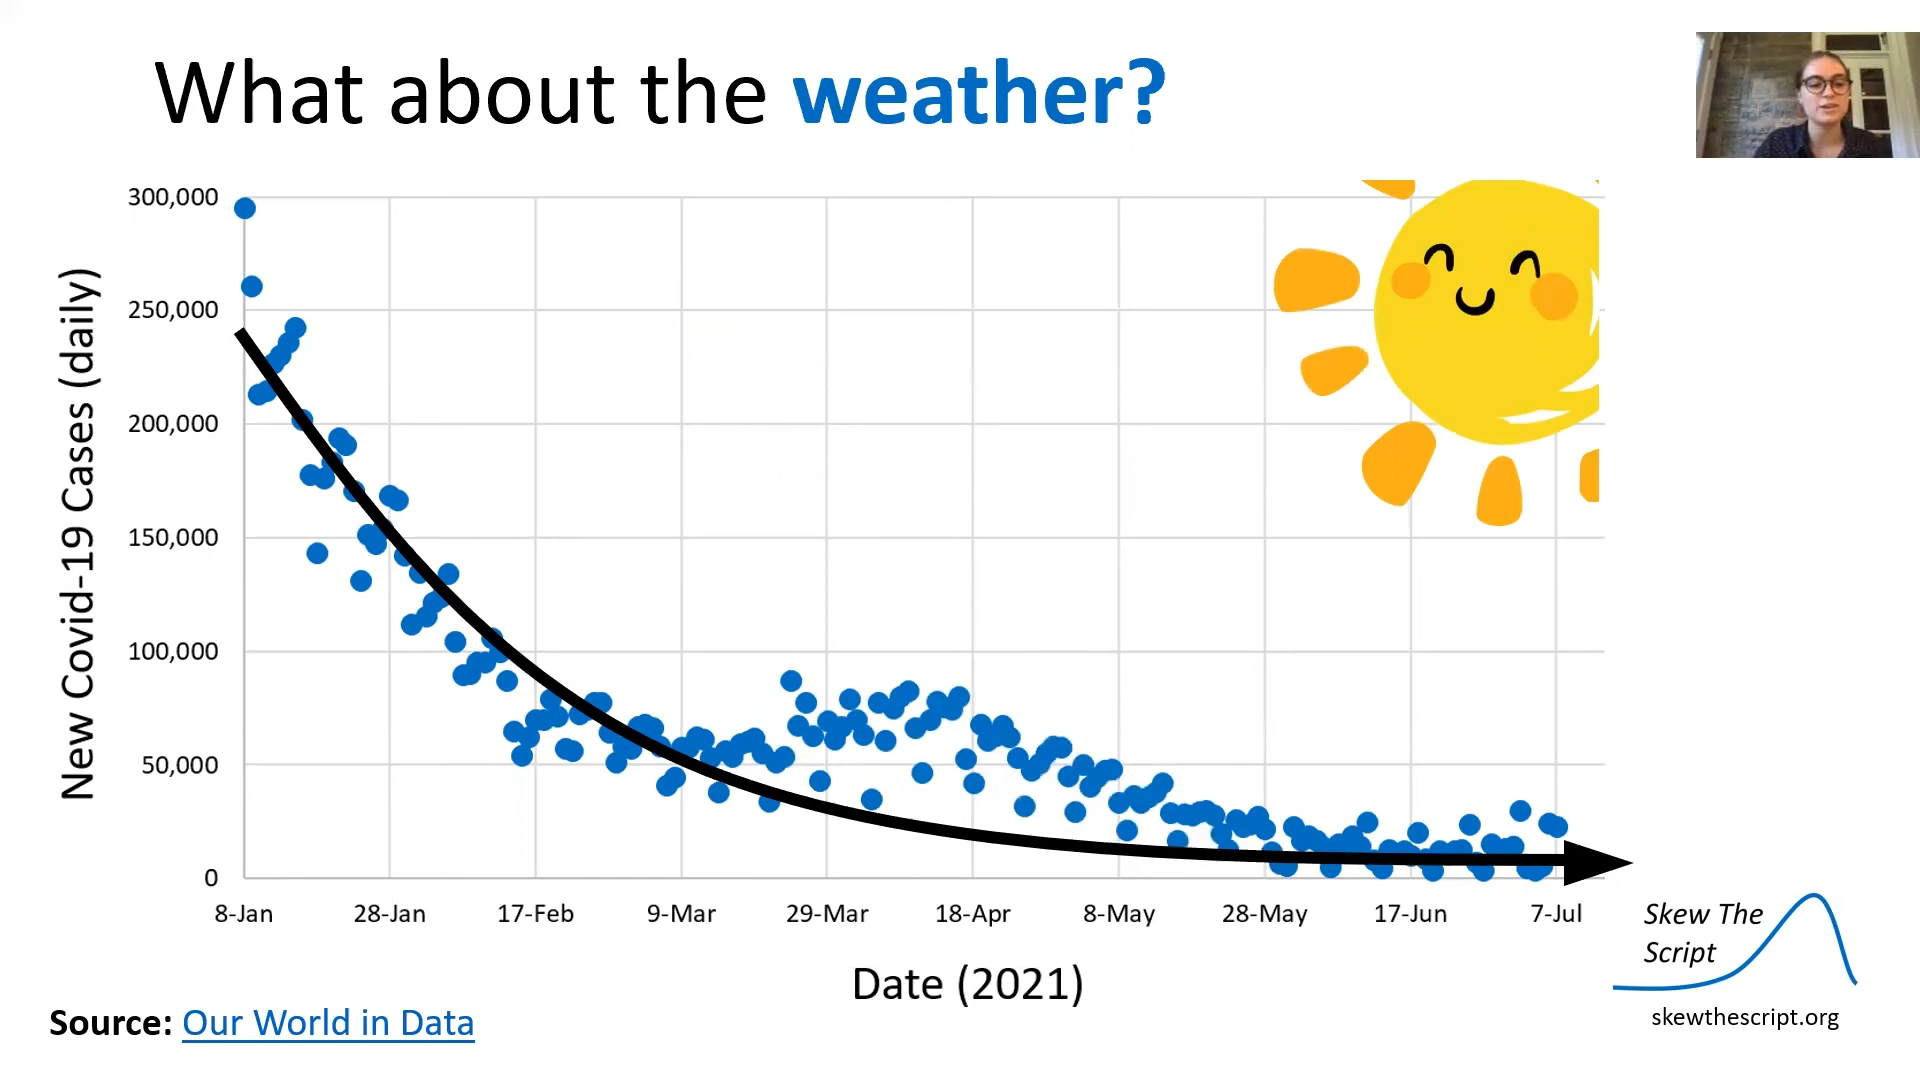 What about the weather?
New Covid-19 Cases (daily)
300,000
250,000
200,000
150,000
100,000
50,000
0
8-Jan 28-Jan 17-Feb 9-Mar 29-Mar 18-Apr 8-May 28-May 17-Jun 7-Jul
Date (2021)
Source: Our World in Data
Skew The
Script
skewthescript.org